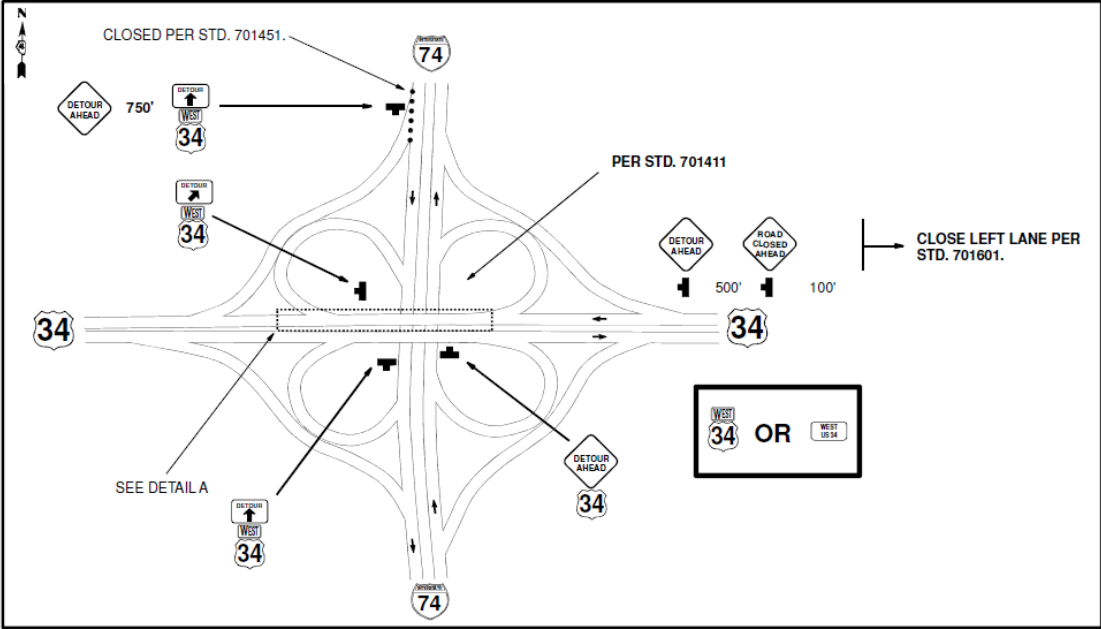 N
CLOSED PER STD. 701451.
INTERSTATE
74
DETOUR
AHEAD
750'
DETOUR
WEST
34
PER STD. 701411
DETOUR
WEST
34
DETOUR
AHEAD
ROAD
CLOSED
AHEAD
CLOSE LEFT LANE PER
STD. 701601.
500'
100'
34
34
WEST
34
OR
WEST
US 34
DETOUR
AHEAD
34
SEE DETAIL A
DETOUR
WEST
34
74